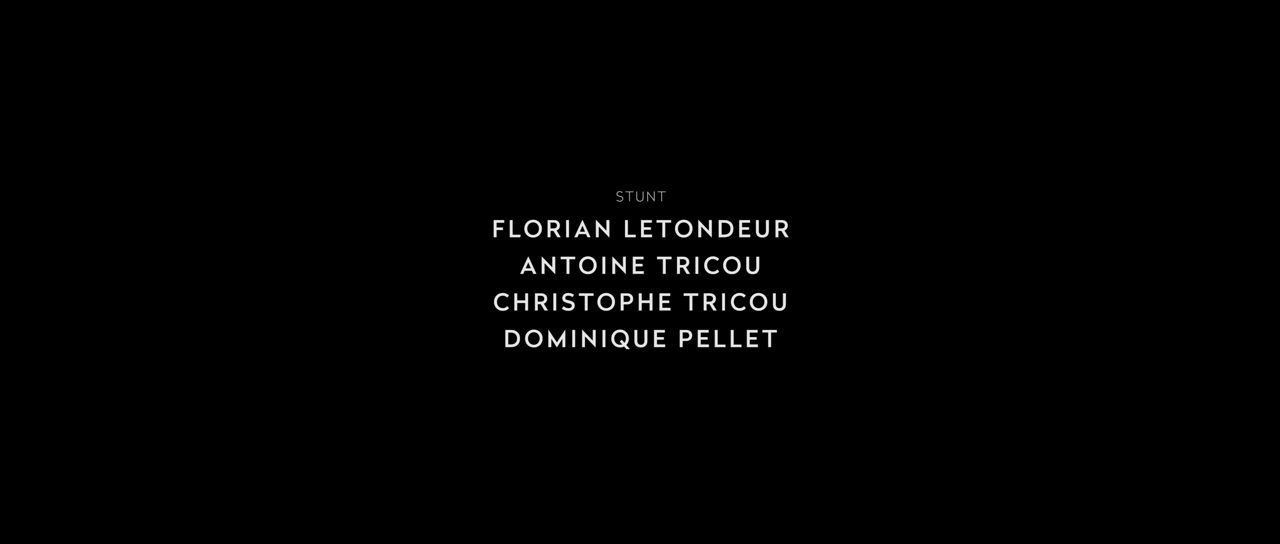 STUNT
FLORIAN LETONDEUR
ANTOINE TRICOU
CHRISTOPHE TRICOU
DOMINIQUE PELLET